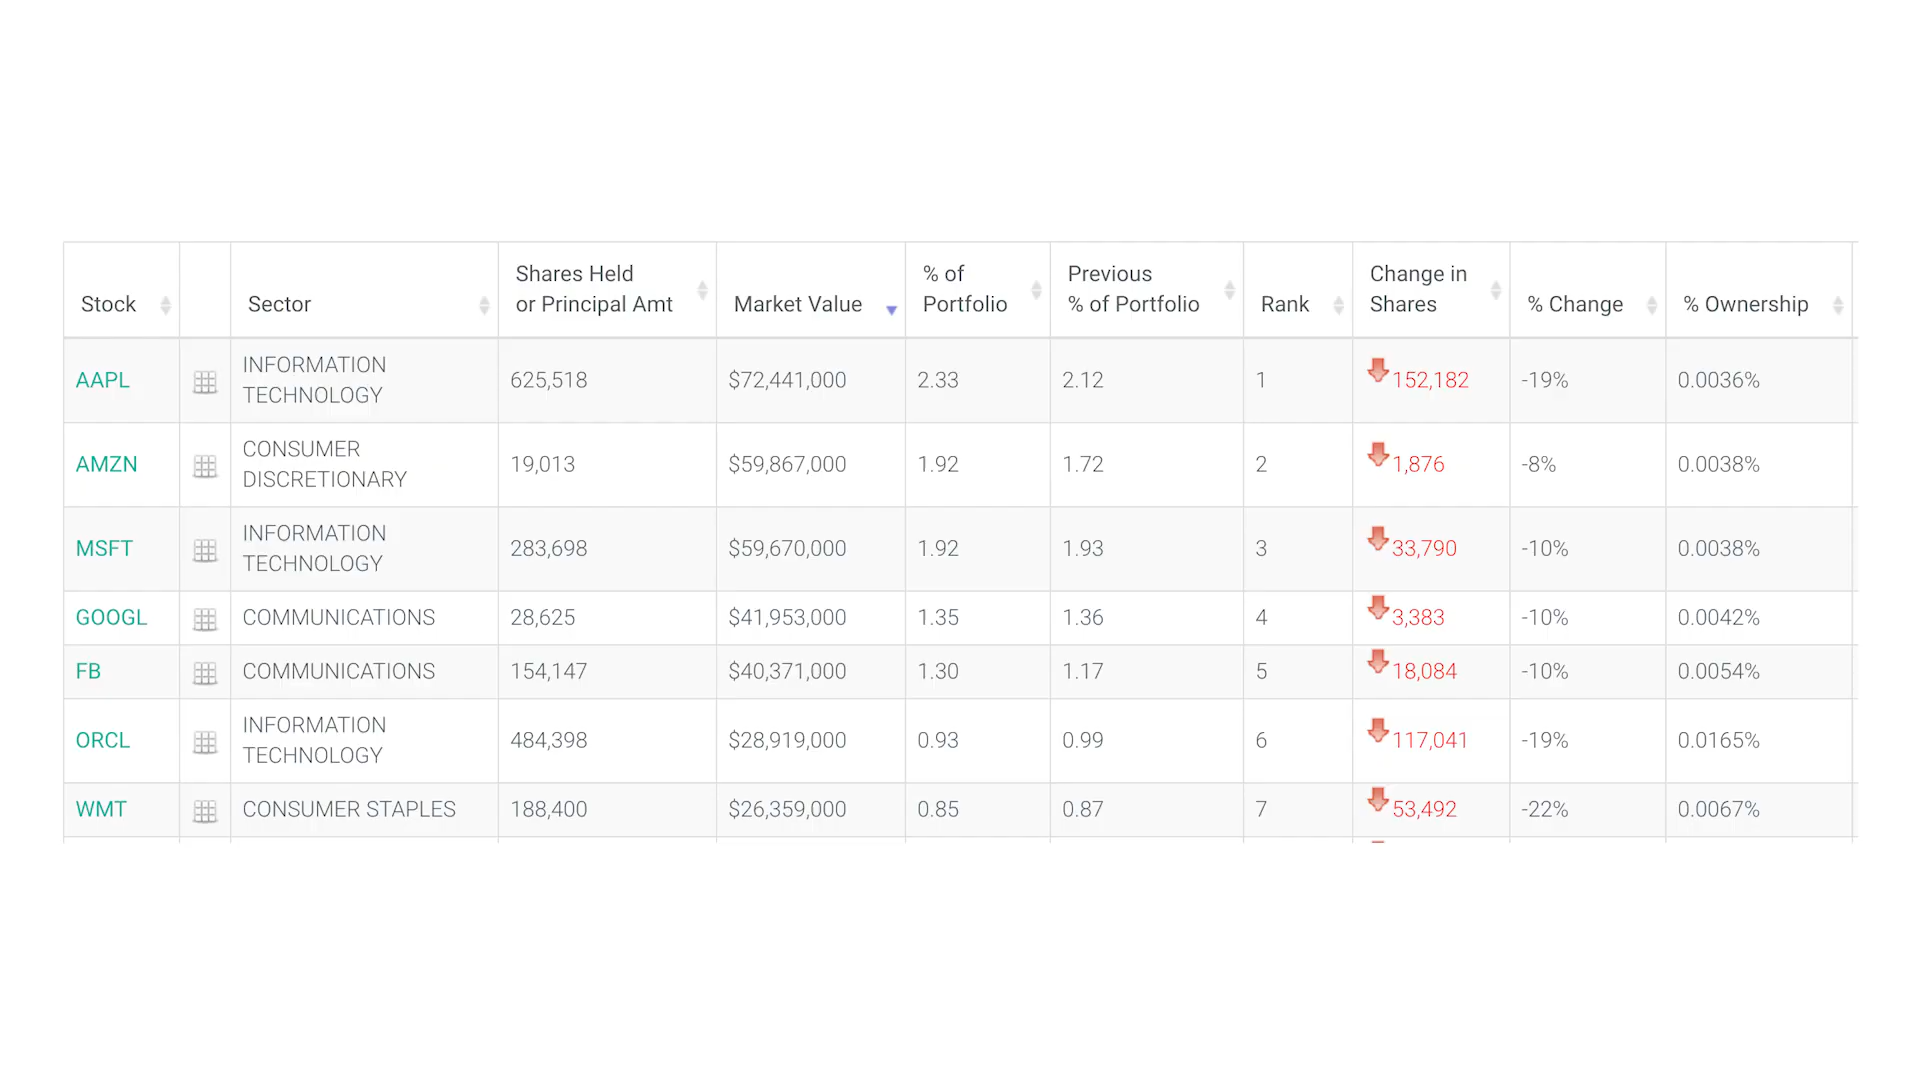 Stock Sector Shares Held or Principal Amt Market Value % of Portfolio Previous % of Portfolio Rank Change in Shares % Change % Ownership
AAPL INFORMATION TECHNOLOGY 625,518 $72,441,000 2.33 2.12 1 152,182 -19% 0.0036%
AMZN CONSUMER DISCRETIONARY 19,013 $59,867,000 1.92 1.72 2 1,876 -8% 0.0038%
MSFT INFORMATION TECHNOLOGY 283,698 $59,670,000 1.92 1.93 3 33,790 -10% 0.0038%
GOOGL COMMUNICATIONS 28,625 $41,953,000 1.35 1.36 4 3,383 -10% 0.0042%
FB COMMUNICATIONS 154,147 $40,371,000 1.30 1.17 5 18,084 -10% 0.0054%
ORCL INFORMATION TECHNOLOGY 484,398 $28,919,000 0.93 0.99 6 117,041 -19% 0.0165%
WMT CONSUMER STAPLES 188,400 $26,359,000 0.85 0.87 7 53,492 -22% 0.0067%